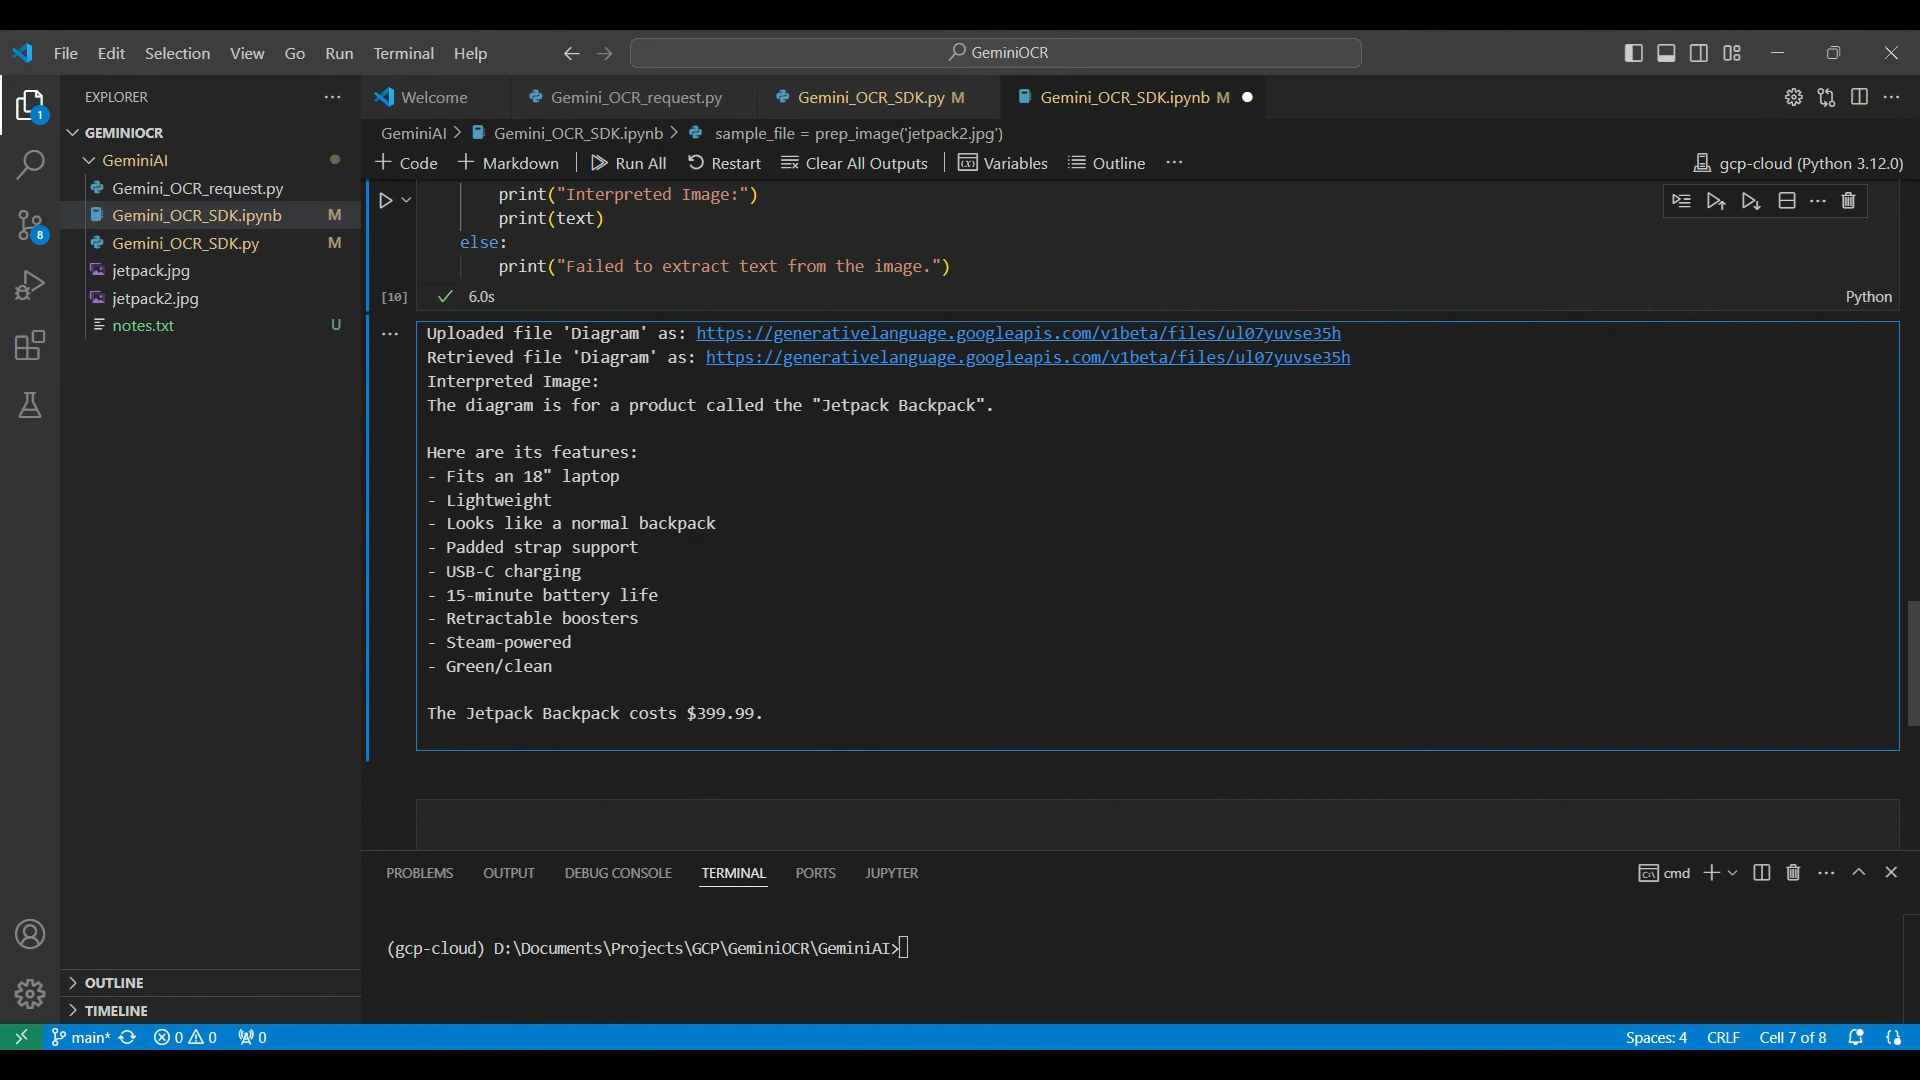 File Edit Selection View Go Run Terminal Help
GeminiOCR
EXPLORER
Welcome
Gemini_OCR_request.py
Gemini_OCR_SDK.py M
Gemini_OCR_SDK.ipynb M
GEMINIOCR
GeminiAI
Gemini_OCR_request.py
Gemini_OCR_SDK.ipynb M
Gemini_OCR_SDK.py M
jetpack.jpg
jetpack2.jpg
notes.txt U
1
8
GeminiAI > Gemini_OCR_SDK.ipynb > sample_file = prep_image('jetpack2.jpg')
+ Code + Markdown Run All Restart Clear All Outputs Variables Outline ...
gcp-cloud (Python 3.12.0)
print("Interpreted Image:")
print(text)
else:
print("Failed to extract text from the image.")
[10] 6.0s
Python
Uploaded file 'Diagram' as: https://generativelanguage.googleapis.com/v1beta/files/ul07yuvse35h
Retrieved file 'Diagram' as: https://generativelanguage.googleapis.com/v1beta/files/ul07yuvse35h
Interpreted Image:
The diagram is for a product called the "Jetpack Backpack".
Here are its features:
- Fits an 18" laptop
- Lightweight
- Looks like a normal backpack
- Padded strap support
- USB-C charging
- 15-minute battery life
- Retractable boosters
- Steam-powered
- Green/clean
The Jetpack Backpack costs $399.99.
PROBLEMS OUTPUT DEBUG CONSOLE TERMINAL PORTS JUPYTER
cmd
(gcp-cloud) D:\Documents\Projects\GCP\GeminiOCR\GeminiAI>
OUTLINE
TIMELINE
main* 0 0 0
Spaces: 4 CRLF Cell 7 of 8